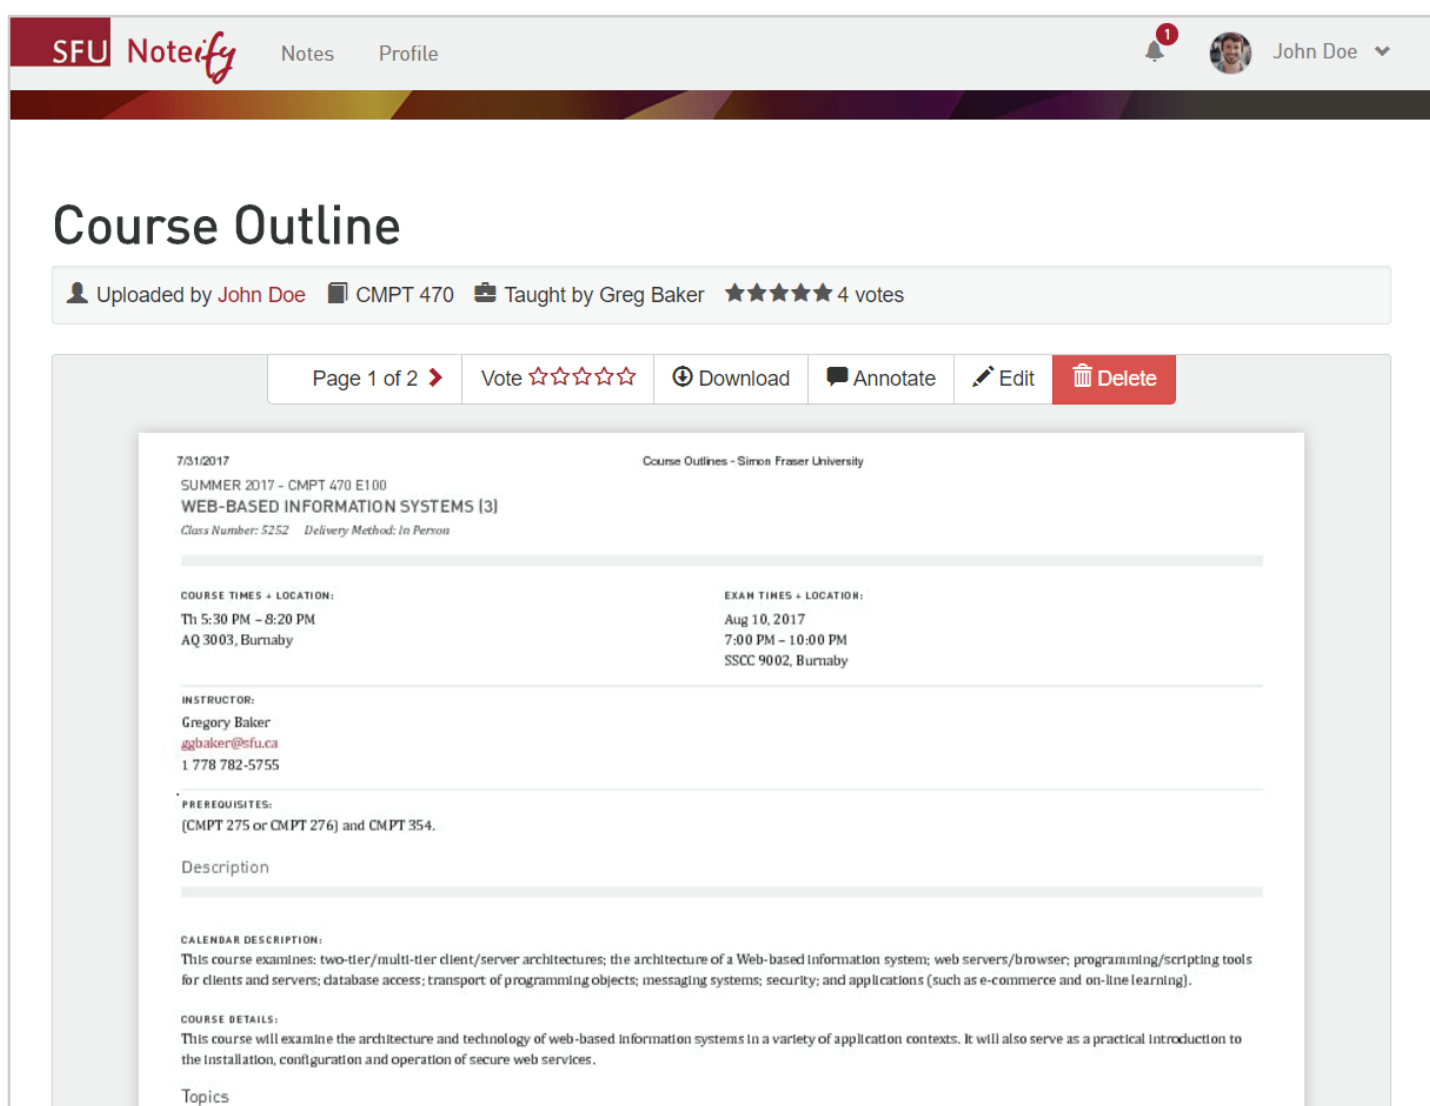 SFU Noteify Notes Profile 1 John Doe
Course Outline
Uploaded by John Doe CMPT 470 Taught by Greg Baker 4 votes
Page 1 of 2 Vote Download Annotate Edit Delete
7/31/2017 Course Outlines - Simon Fraser University
SUMMER 2017 - CMPT 470 E100
WEB-BASED INFORMATION SYSTEMS (3)
Class Number: 5252 Delivery Method: In Person
COURSE TIMES + LOCATION:
Th 5:30 PM – 8:20 PM
AQ 3003, Burnaby
EXAM TIMES + LOCATION:
Aug 10, 2017
7:00 PM – 10:00 PM
SSCC 9002, Burnaby
INSTRUCTOR:
Gregory Baker
ggbaker@sfu.ca
1 778 782-5755
PREREQUISITES:
(CMPT 275 or CMPT 276) and CMPT 354.
Description
CALENDAR DESCRIPTION:
This course examines: two-tier/multi-tier client/server architectures; the architecture of a Web-based information system; web servers/browser; programming/scripting tools
for clients and servers; database access; transport of programming objects; messaging systems; security; and applications (such as e-commerce and on-line learning).
COURSE DETAILS:
This course will examine the architecture and technology of web-based information systems in a variety of application contexts. It will also serve as a practical introduction to
the installation, configuration and operation of secure web services.
Topics